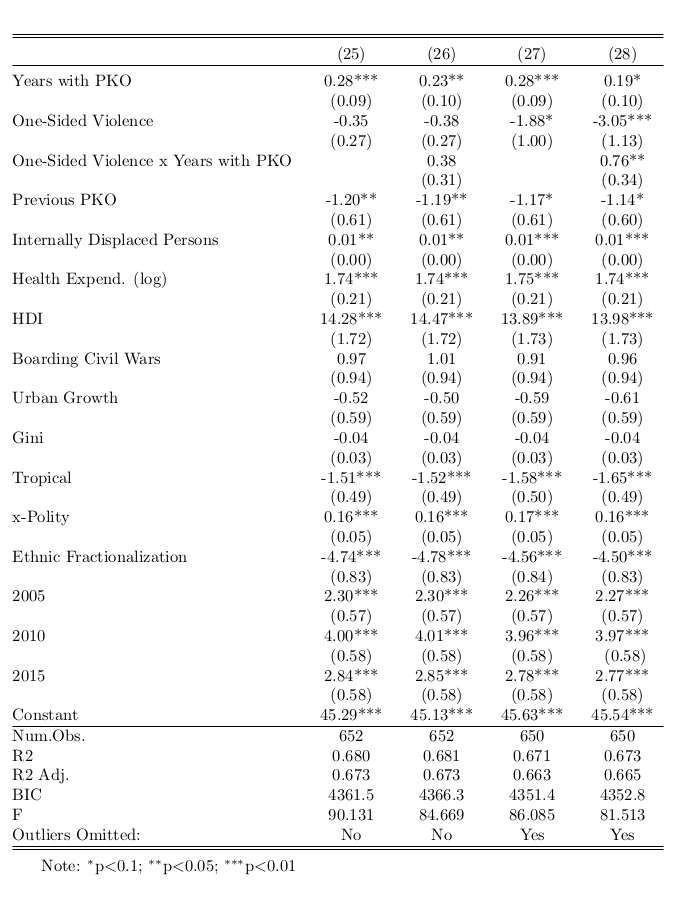 (25) (26) (27) (28)
Years with PKO 0.28*** 0.23** 0.28*** 0.19*
(0.09) (0.10) (0.09) (0.10)
One-Sided Violence -0.35 -0.38 -1.88* -3.05***
(0.27) (0.27) (1.00) (1.13)
One-Sided Violence x Years with PKO 0.38 0.76**
(0.31) (0.34)
Previous PKO -1.20** -1.19** -1.17* -1.14*
(0.61) (0.61) (0.61) (0.60)
Internally Displaced Persons 0.01** 0.01** 0.01*** 0.01***
(0.00) (0.00) (0.00) (0.00)
Health Expend. (log) 1.74*** 1.74*** 1.75*** 1.74***
(0.21) (0.21) (0.21) (0.21)
HDI 14.28*** 14.47*** 13.89*** 13.98***
(1.72) (1.72) (1.73) (1.73)
Boarding Civil Wars 0.97 1.01 0.91 0.96
(0.94) (0.94) (0.94) (0.94)
Urban Growth -0.52 -0.50 -0.59 -0.61
(0.59) (0.59) (0.59) (0.59)
Gini -0.04 -0.04 -0.04 -0.04
(0.03) (0.03) (0.03) (0.03)
Tropical -1.51*** -1.52*** -1.58*** -1.65***
(0.49) (0.49) (0.50) (0.49)
x-Polity 0.16*** 0.16*** 0.17*** 0.16***
(0.05) (0.05) (0.05) (0.05)
Ethnic Fractionalization -4.74*** -4.78*** -4.56*** -4.50***
(0.83) (0.83) (0.84) (0.83)
2005 2.30*** 2.30*** 2.26*** 2.27***
(0.57) (0.57) (0.57) (0.57)
2010 4.00*** 4.01*** 3.96*** 3.97***
(0.58) (0.58) (0.58) (0.58)
2015 2.84*** 2.85*** 2.78*** 2.77***
(0.58) (0.58) (0.58) (0.58)
Constant 45.29*** 45.13*** 45.63*** 45.54***
Num.Obs. 652 652 650 650
R2 0.680 0.681 0.671 0.673
R2 Adj. 0.673 0.673 0.663 0.665
BIC 4361.5 4366.3 4351.4 4352.8
F 90.131 84.669 86.085 81.513
Outliers Omitted: No No Yes Yes
Note: *p<0.1; **p<0.05; ***p<0.01